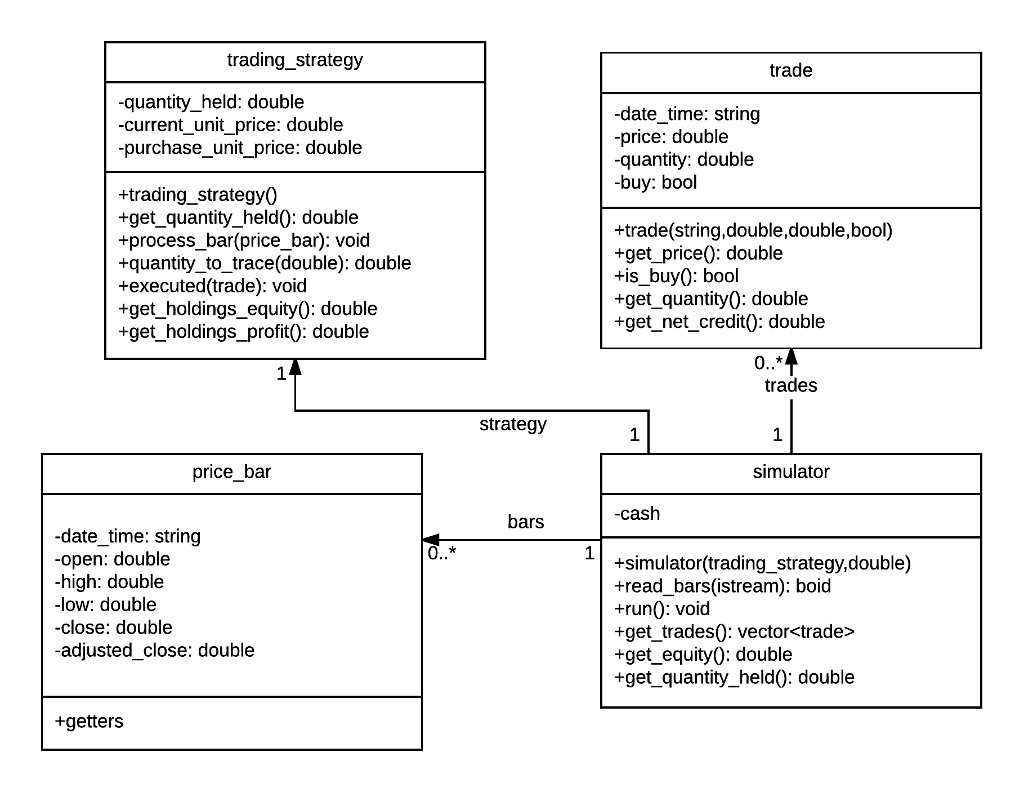 trading_strategy
-quantity_held: double
-current_unit_price: double
-purchase_unit_price: double
+trading_strategy()
+get_quantity_held(): double
+process_bar(price_bar): void
+quantity_to_trace(double): double
+executed(trade): void
+get_holdings_equity(): double
+get_holdings_profit(): double
trade
-date_time: string
-price: double
-quantity: double
-buy: bool
+trade(string,double,double,bool)
+get_price(): double
+is_buy(): bool
+get_quantity(): double
+get_net_credit(): double
1
strategy
1
0..*
trades
1
price_bar
-date_time: string
-open: double
-high: double
-low: double
-close: double
-adjusted_close: double
+getters
bars
0..*
1
simulator
-cash
+simulator(trading_strategy,double)
+read_bars(istream): boid
+run(): void
+get_trades(): vector<trade>
+get_equity(): double
+get_quantity_held(): double